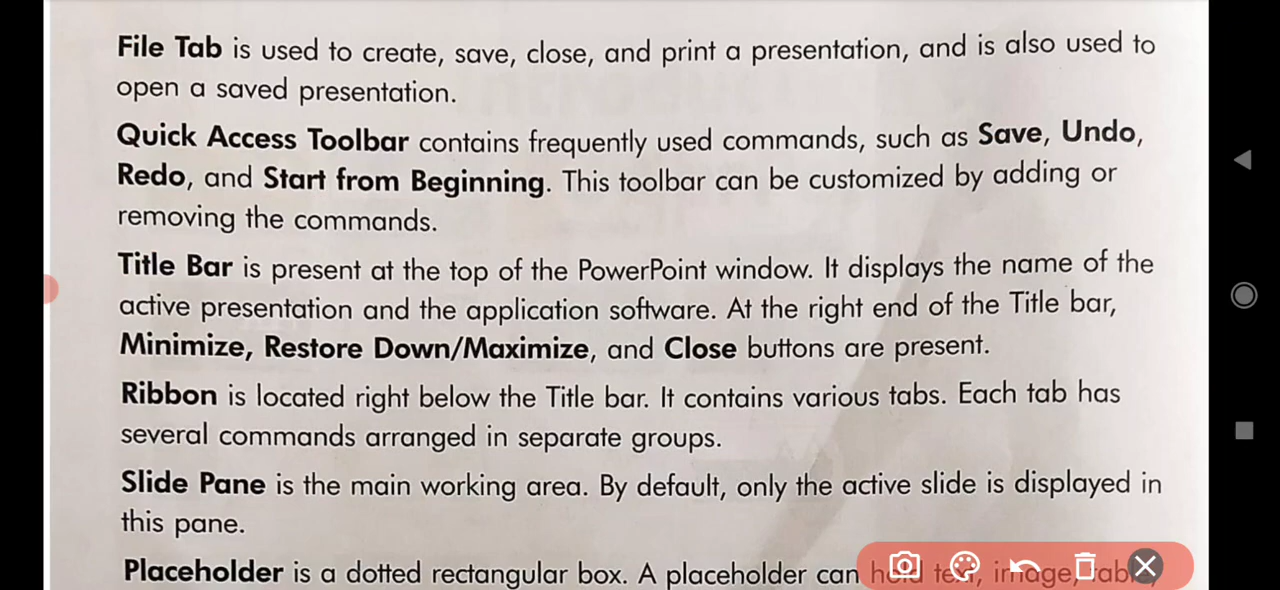 File Tab is used to create, save, close, and print a presentation, and is also used to
open a saved presentation.
Quick Access Toolbar contains frequently used commands, such as Save, Undo,
Redo, and Start from Beginning. This toolbar can be customized by adding or
removing the commands.
Title Bar is present at the top of the PowerPoint window. It displays the name of the
active presentation and the application software. At the right end of the Title bar,
Minimize, Restore Down/Maximize, and Close buttons are present.
Ribbon is located right below the Title bar. It contains various tabs. Each tab has
several commands arranged in separate groups.
Slide Pane is the main working area. By default, only the active slide is displayed in
this pane.
Placeholder is a dotted rectangular box. A placeholder can hold text, image, table,